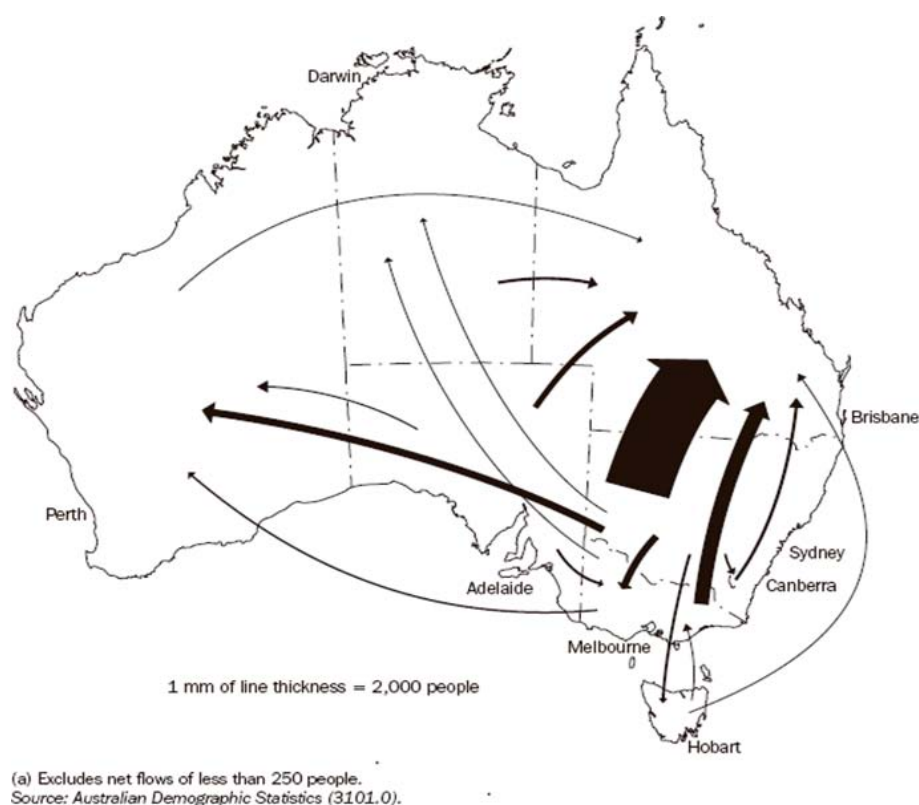 Darwin
Brisbane
Perth
Sydney
Adelaide
Canberra
Melbourne
1 mm of line thickness = 2,000 people
Hobart
(a) Excludes net flows of less than 250 people.
Source: Australian Demographic Statistics (3101.0).